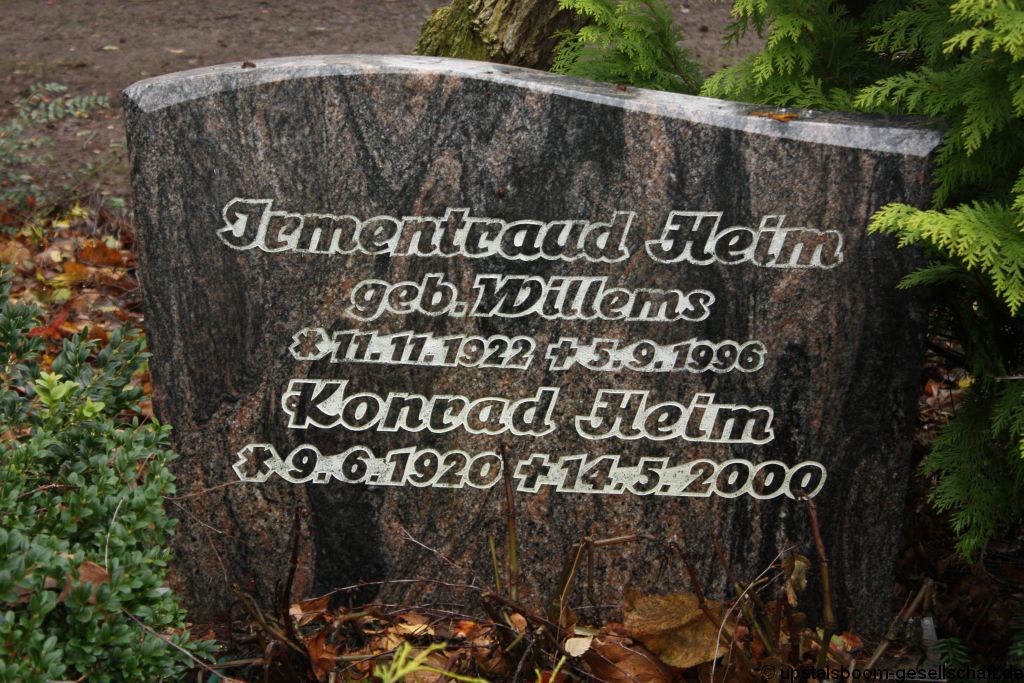 Irmentraud Heim
geb. Willems
* 11.11.1922 † 5.9.1996
Konrad Heim
* 9.6.1920 † 14.5.2000
© upstalsboom-gesellschaft.de